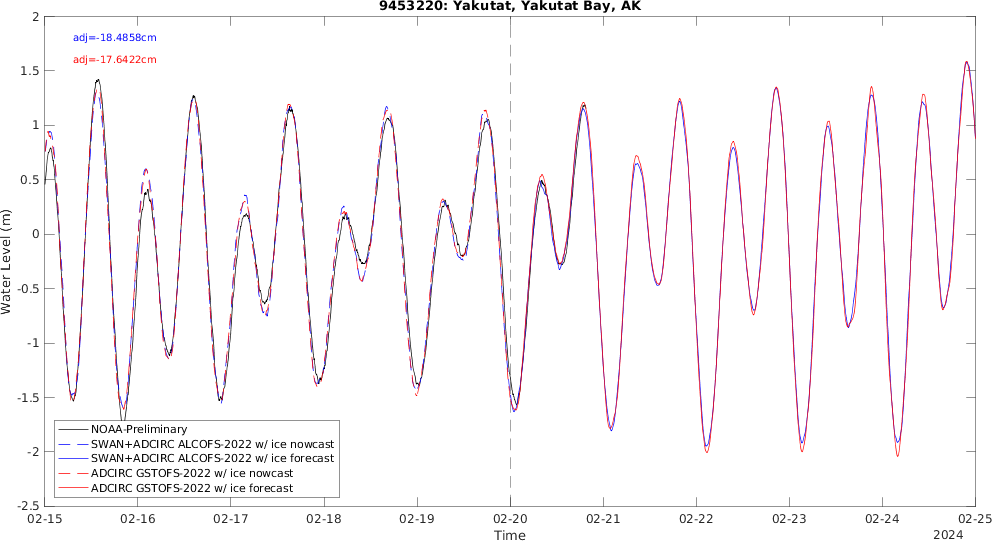 9453220: Yakutat, Yakutat Bay, AK
adj=-18.4858cm
adj=-17.6422cm
Water Level (m)
2
1.5
1
0.5
0
-0.5
-1
-1.5
-2
-2.5
NOAA-Preliminary
SWAN+ADCIRC ALCOFS-2022 w/ ice nowcast
SWAN+ADCIRC ALCOFS-2022 w/ ice forecast
ADCIRC GSTOFS-2022 w/ ice nowcast
ADCIRC GSTOFS-2022 w/ ice forecast
02-15 02-16 02-17 02-18 02-19 02-20 02-21 02-22 02-23 02-24 02-25
Time
2024